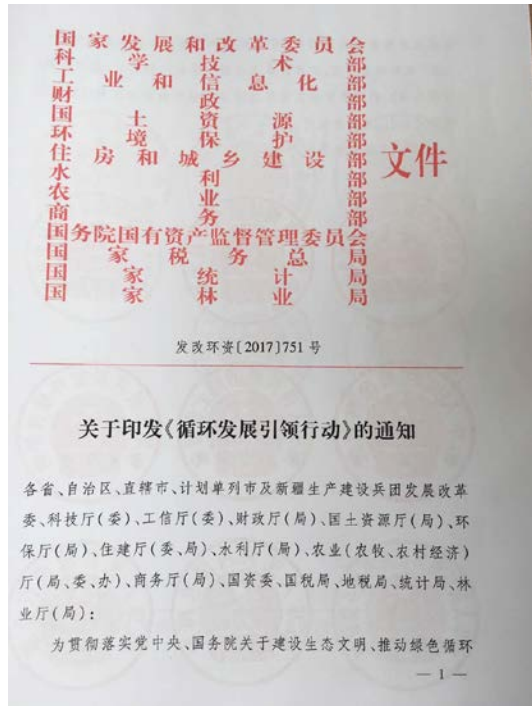 国家发展和改革委员会
科学技术部
工业和信息化部
财政部
国土资源部
环境保护部
住房和城乡建设部
水利部
农业部
商务部
国务院国有资产监督管理委员会
国家税务总局
国家统计局
国家林业局
文件
发改环资〔2017〕751号
关于印发《循环发展引领行动》的通知
各省、自治区、直辖市、计划单列市及新疆生产建设兵团发展改革
委、科技厅(委)、工信厅(委)、财政厅(局)、国土资源厅(局)、环
保厅(局)、住建厅(委、局)、水利厅(局)、农业(农牧、农村经济)
厅(局、委、办)、商务厅(局)、国资委、国税局、地税局、统计局、林
业厅(局):
为贯彻落实党中央、国务院关于建设生态文明、推动绿色循环
— 1 —